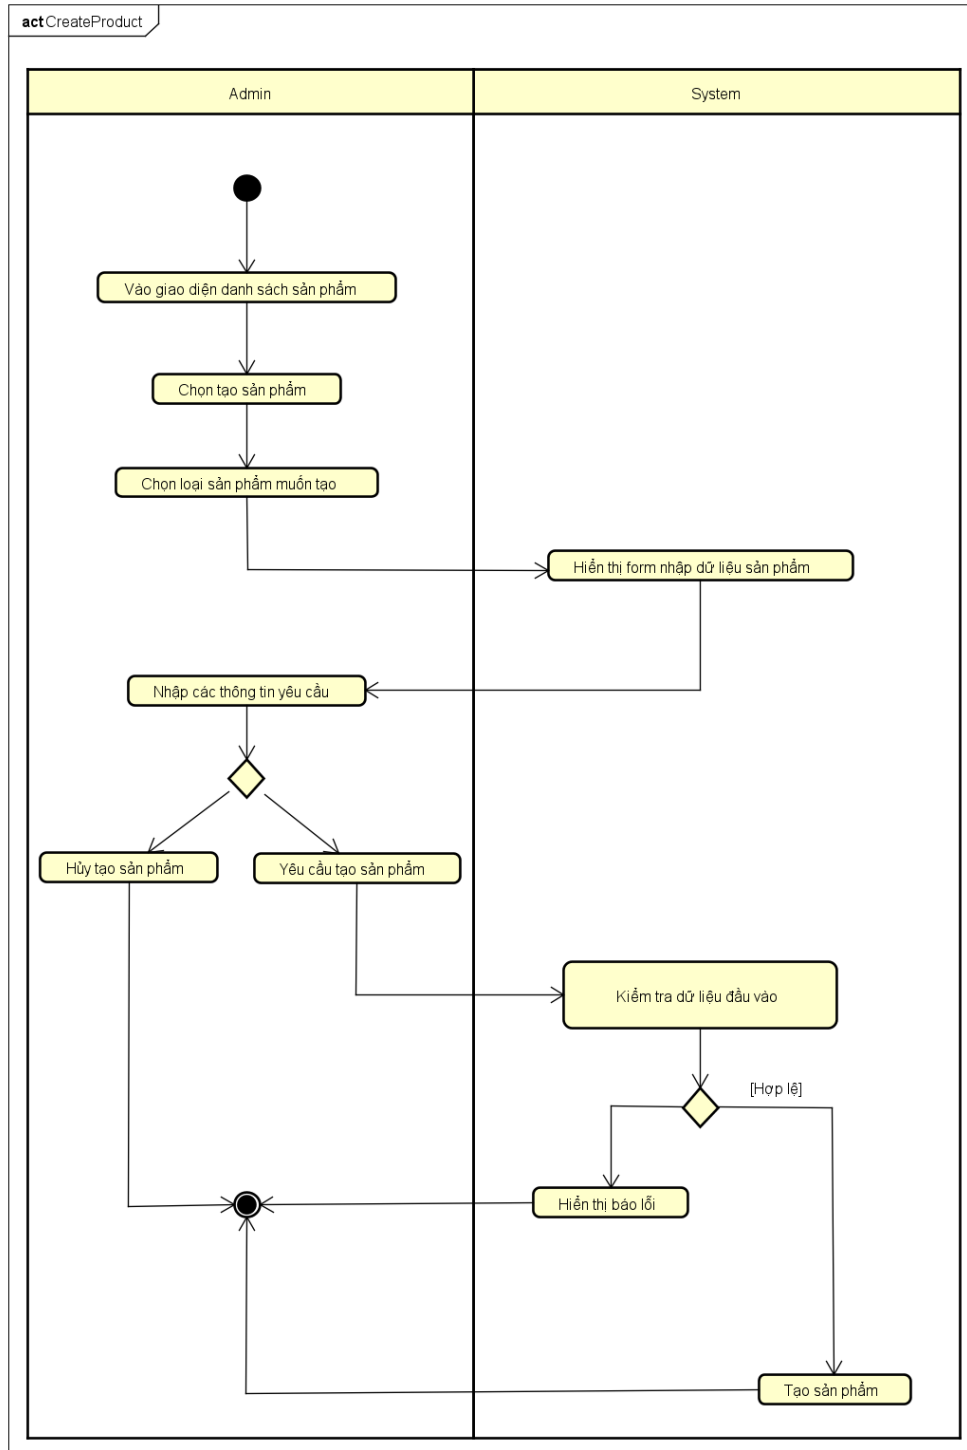 act CreateProduct
Admin
System
Vào giao diện danh sách sản phẩm
Chọn tạo sản phẩm
Chọn loại sản phẩm muốn tạo
Hiển thị form nhập dữ liệu sản phẩm
Nhập các thông tin yêu cầu
Hủy tạo sản phẩm
Yêu cầu tạo sản phẩm
Kiểm tra dữ liệu đầu vào
[Hợp lệ]
Hiển thị báo lỗi
Tạo sản phẩm